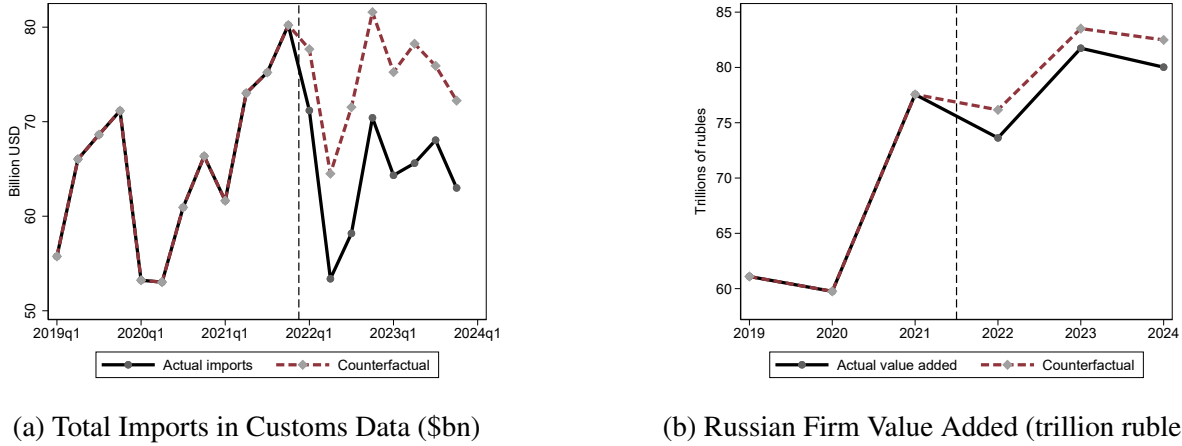 Billion USD
80
70
60
50
2019q1 2020q1 2021q1 2022q1 2023q1 2024q1
Actual imports Counterfactual
(a) Total Imports in Customs Data ($bn)
Trillions of rubles
85
80
75
70
65
60
2019 2020 2021 2022 2023 2024
Actual value added Counterfactual
(b) Russian Firm Value Added (trillion ruble